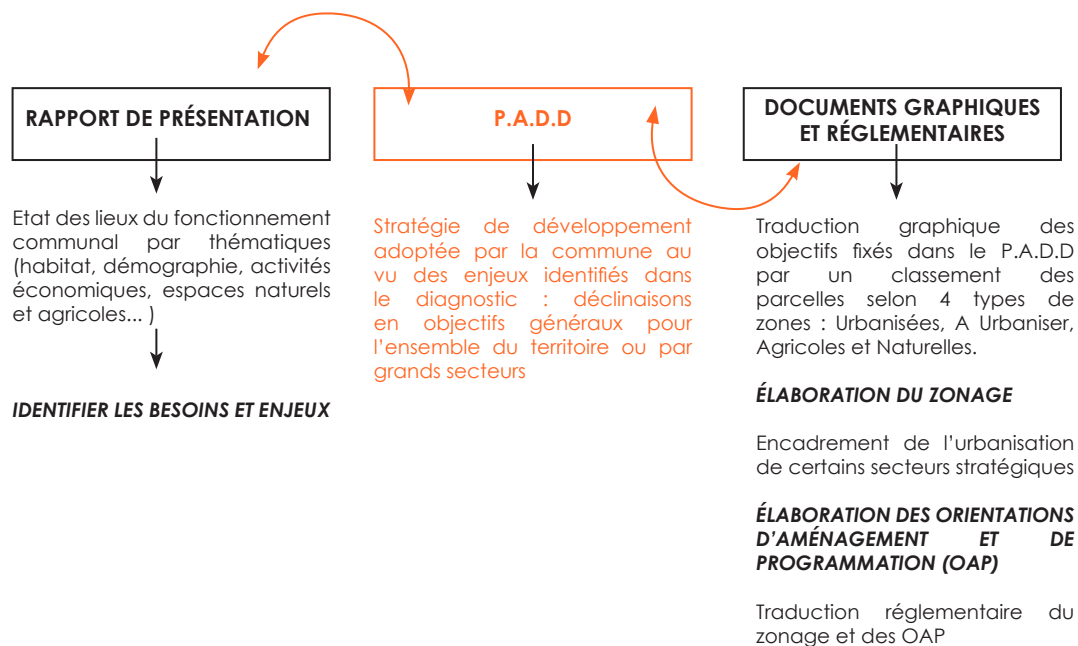 RAPPORT DE PRÉSENTATION
Etat des lieux du fonctionnement
communal par thématiques
(habitat, démographie, activités
économiques, espaces naturels
et agricoles... )
IDENTIFIER LES BESOINS ET ENJEUX
P.A.D.D
Stratégie de développement
adoptée par la commune au
vu des enjeux identifiés dans
le diagnostic : déclinaisons
en objectifs généraux pour
l'ensemble du territoire ou par
grands secteurs
DOCUMENTS GRAPHIQUES
ET RÉGLEMENTAIRES
Traduction graphique des
objectifs fixés dans le P.A.D.D
par un classement des
parcelles selon 4 types de
zones : Urbanisées, A Urbaniser,
Agricoles et Naturelles.
ÉLABORATION DU ZONAGE
Encadrement de l'urbanisation
de certains secteurs stratégiques
ÉLABORATION DES ORIENTATIONS
D'AMÉNAGEMENT ET DE
PROGRAMMATION (OAP)
Traduction réglementaire du
zonage et des OAP